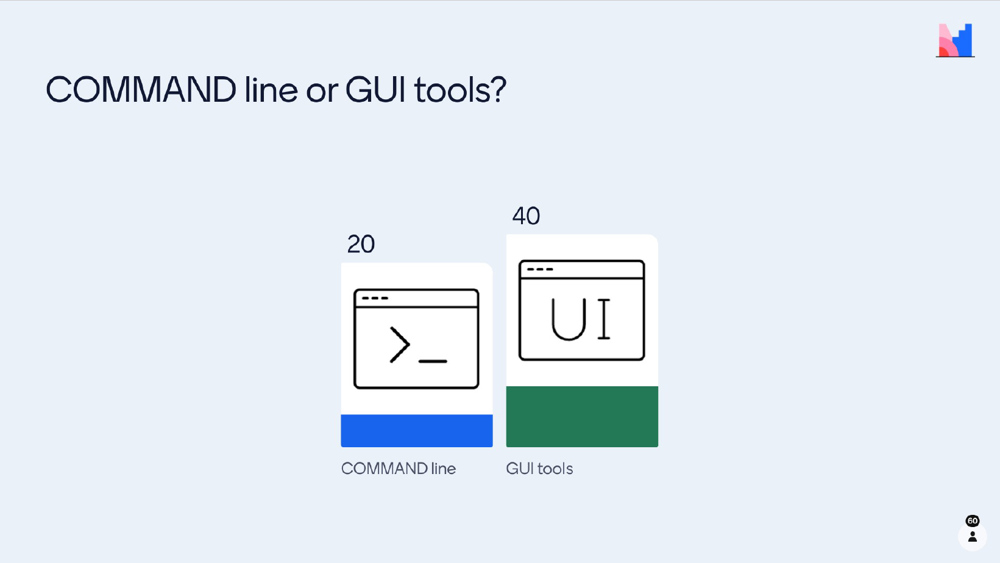 COMMAND line or GUI tools?
40
20
>_
UI
COMMAND line
GUI tools
60